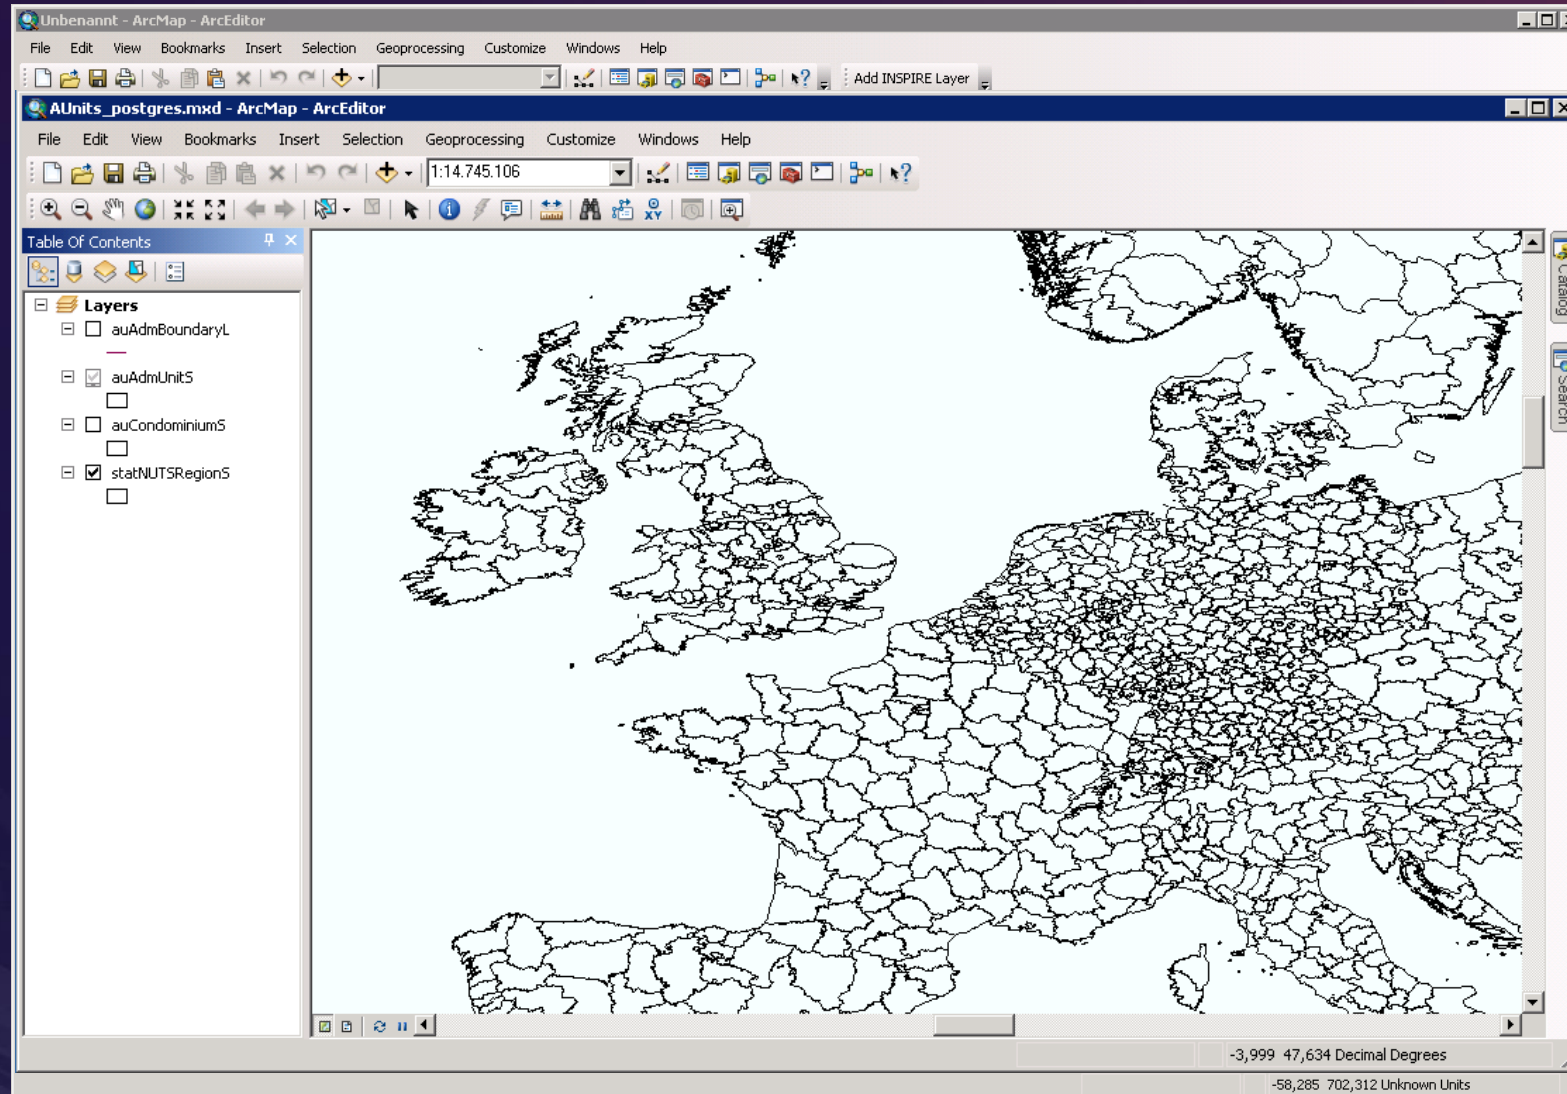 Unbenannt - ArcMap - ArcEditor
File Edit View Bookmarks Insert Selection Geoprocessing Customize Windows Help
Add INSPIRE Layer
AUnits_postgres.mxd - ArcMap - ArcEditor
File Edit View Bookmarks Insert Selection Geoprocessing Customize Windows Help
1:14.745.106
XY
Table Of Contents
Layers
auAdmBoundaryL
auAdmUnitS
auCondominiumS
statNUTSRegionS
Catalog
Search
-3,999 47,634 Decimal Degrees
-58,285 702,312 Unknown Units